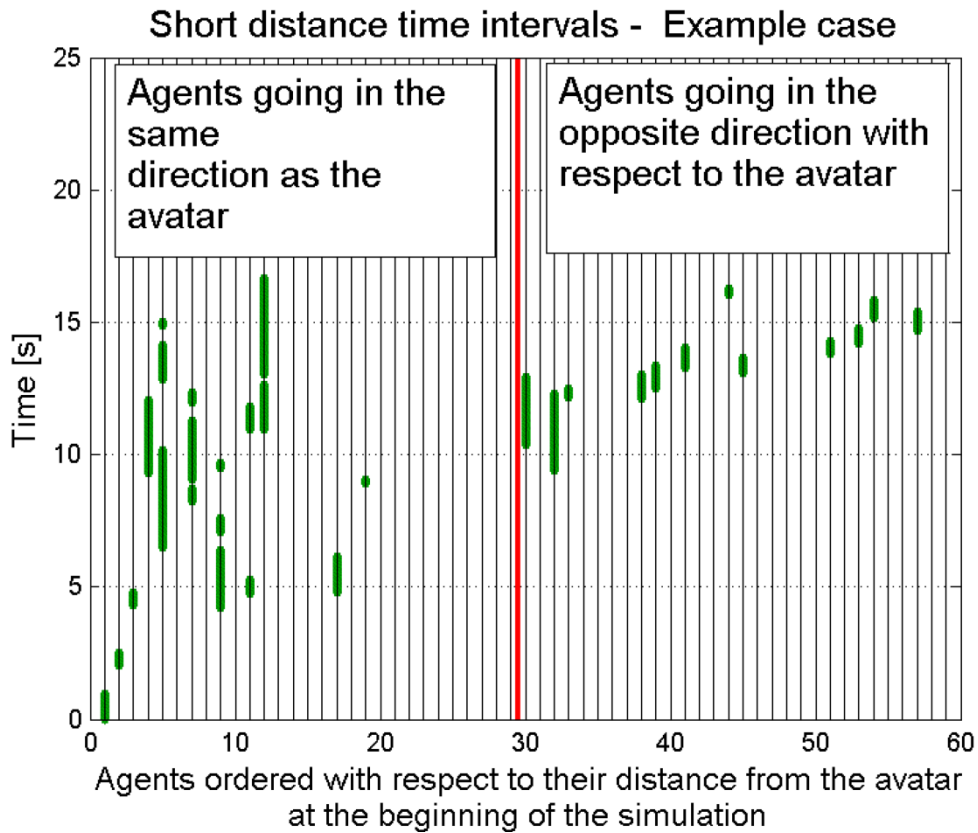 Short distance time intervals - Example case
25
20
15
10
5
0
Time [s]
Agents going in the
same
direction as the
avatar
Agents going in the
opposite direction with
respect to the avatar
0 10 20 30 40 50 60
Agents ordered with respect to their distance from the avatar
at the beginning of the simulation